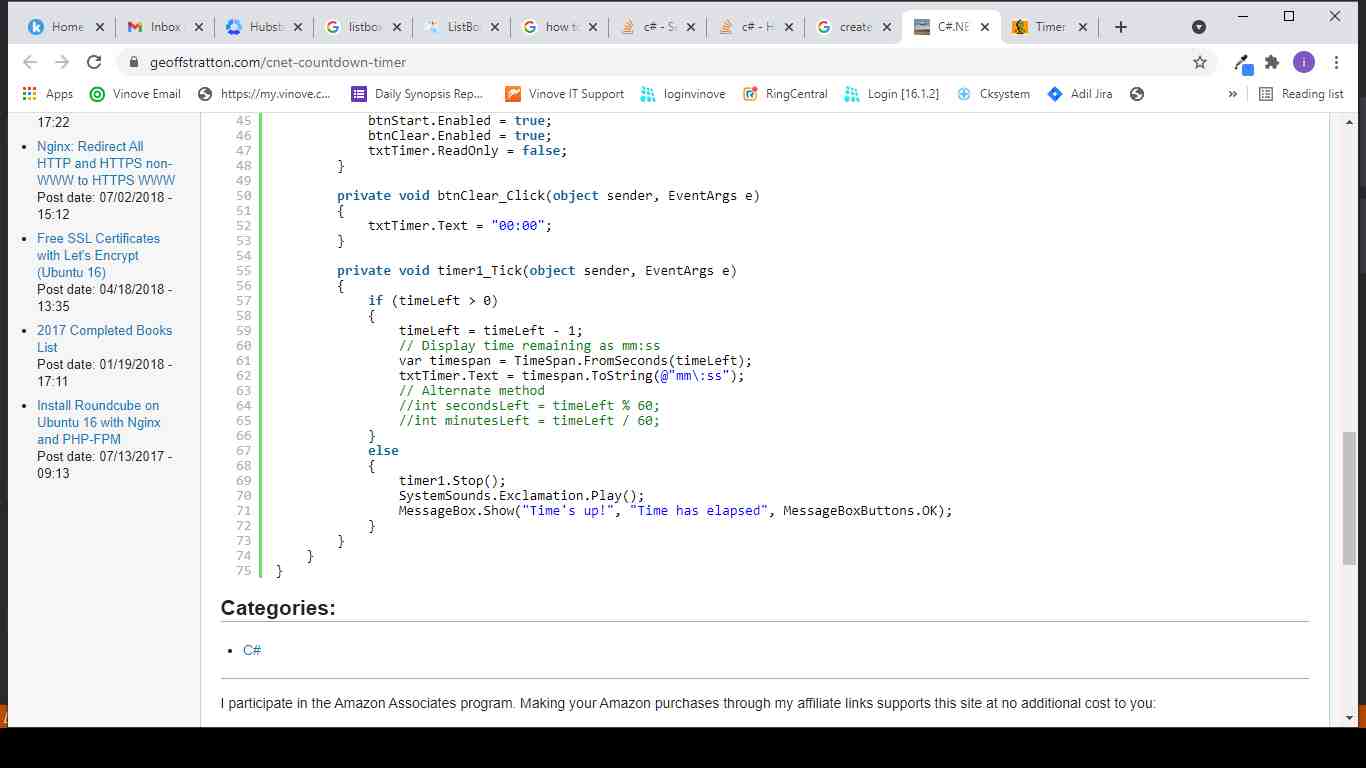 Home
Inbox
Hubst
listbox
ListBo
how to
c# - S
c# - H
create
C#.NE
Timer
geoffstratton.com/cnet-countdown-timer
i
Apps
Vinove Email
https://my.vinove.c...
Daily Synopsis Rep...
Vinove IT Support
loginvinove
RingCentral
Login [16.1.2]
Cksystem
Adil Jira
»
Reading list
17:22
Nginx: Redirect All
HTTP and HTTPS non-
WWW to HTTPS WWW
Post date: 07/02/2018 -
15:12
Free SSL Certificates
with Let's Encrypt
(Ubuntu 16)
Post date: 04/18/2018 -
13:35
2017 Completed Books
List
Post date: 01/19/2018 -
17:11
Install Roundcube on
Ubuntu 16 with Nginx
and PHP-FPM
Post date: 07/13/2017 -
09:13
45 btnStart.Enabled = true;
46 btnClear.Enabled = true;
47 txtTimer.ReadOnly = false;
48 }
49
50 private void btnClear_Click(object sender, EventArgs e)
51 {
52 txtTimer.Text = "00:00";
53 }
54
55 private void timer1_Tick(object sender, EventArgs e)
56 {
57 if (timeLeft > 0)
58 {
59 timeLeft = timeLeft - 1;
60 // Display time remaining as mm:ss
61 var timespan = TimeSpan.FromSeconds(timeLeft);
62 txtTimer.Text = timespan.ToString(@"mm\:ss");
63 // Alternate method
64 //int secondsLeft = timeLeft % 60;
65 //int minutesLeft = timeLeft / 60;
66 }
67 else
68 {
69 timer1.Stop();
70 SystemSounds.Exclamation.Play();
71 MessageBox.Show("Time's up!", "Time has elapsed", MessageBoxButtons.OK);
72 }
73 }
74 }
75 }
Categories:
C#
I participate in the Amazon Associates program. Making your Amazon purchases through my affiliate links supports this site at no additional cost to you: